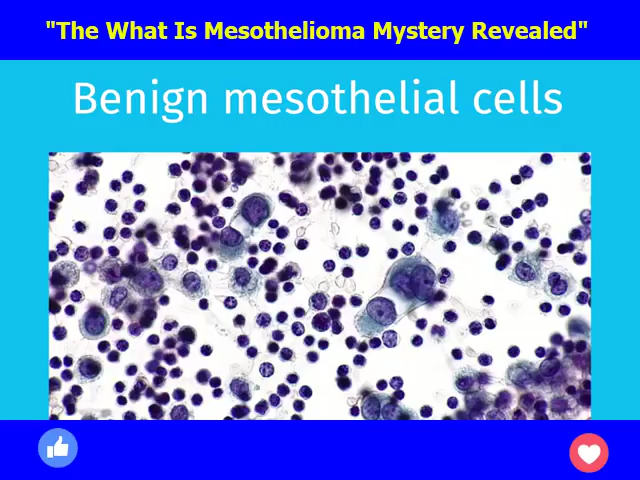 "The What Is Mesothelioma Mystery Revealed"
Benign mesothelial cells